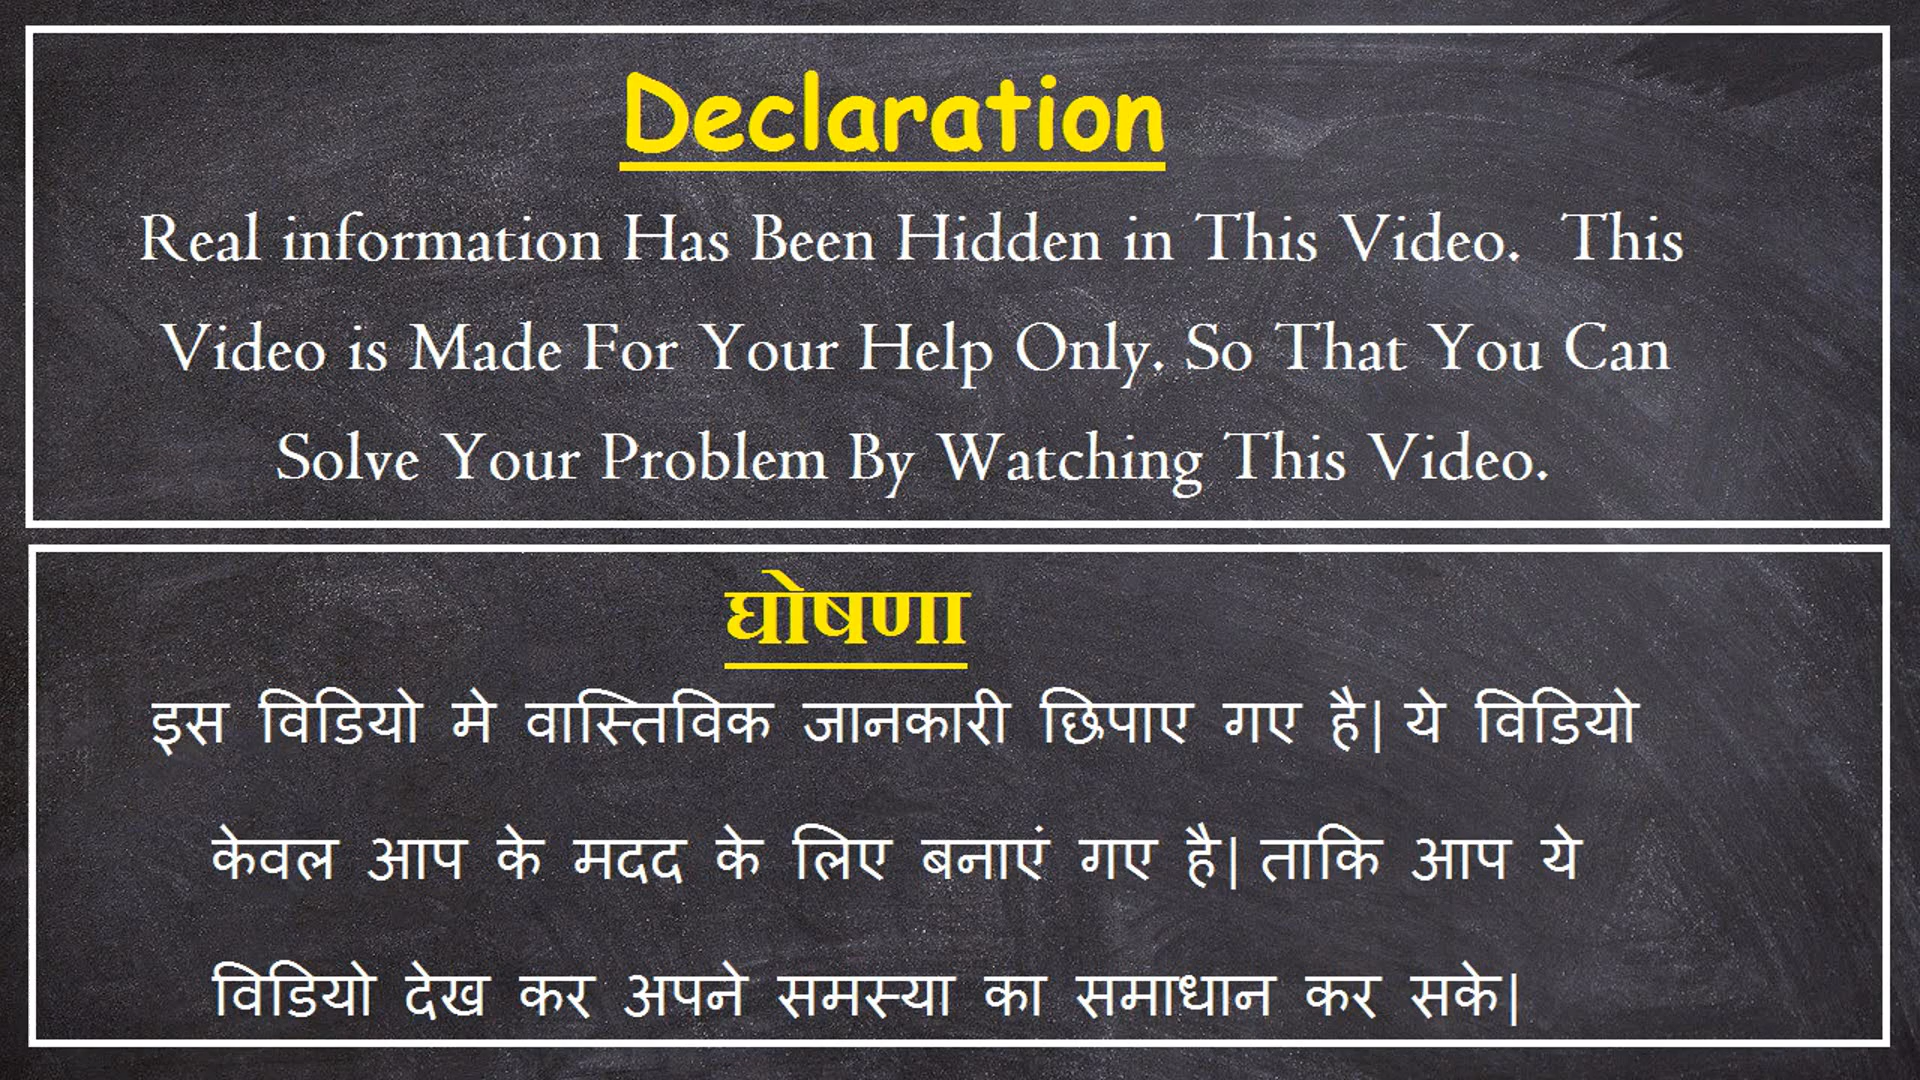 Declaration
Real information Has Been Hidden in This Video. This
Video is Made For Your Help Only. So That You Can
Solve Your Problem By Watching This Video.
घोषणा
इस विडियो मे वास्तिविक जानकारी छिपाए गए है| ये विडियो
केवल आप के मदद के लिए बनाएं गए है| ताकि आप ये
विडियो देख कर अपने समस्या का समाधान कर सके|